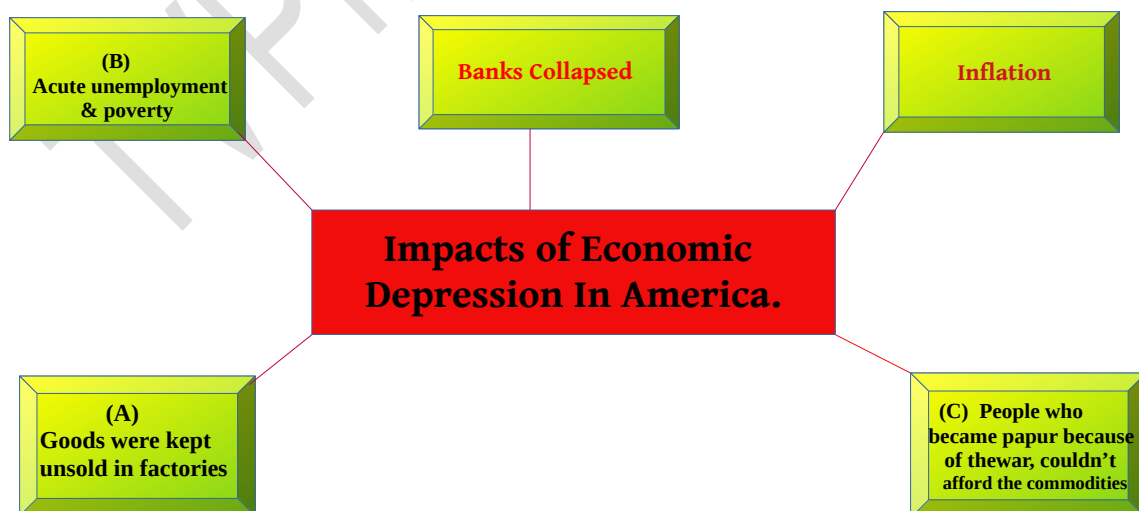 (B)
Acute unemployment
& poverty
Banks Collapsed
Inflation
Impacts of Economic
Depression In America.
(A)
Goods were kept
unsold in factories
(C) People who
became papur because
of thewar, couldn't
afford the commodities